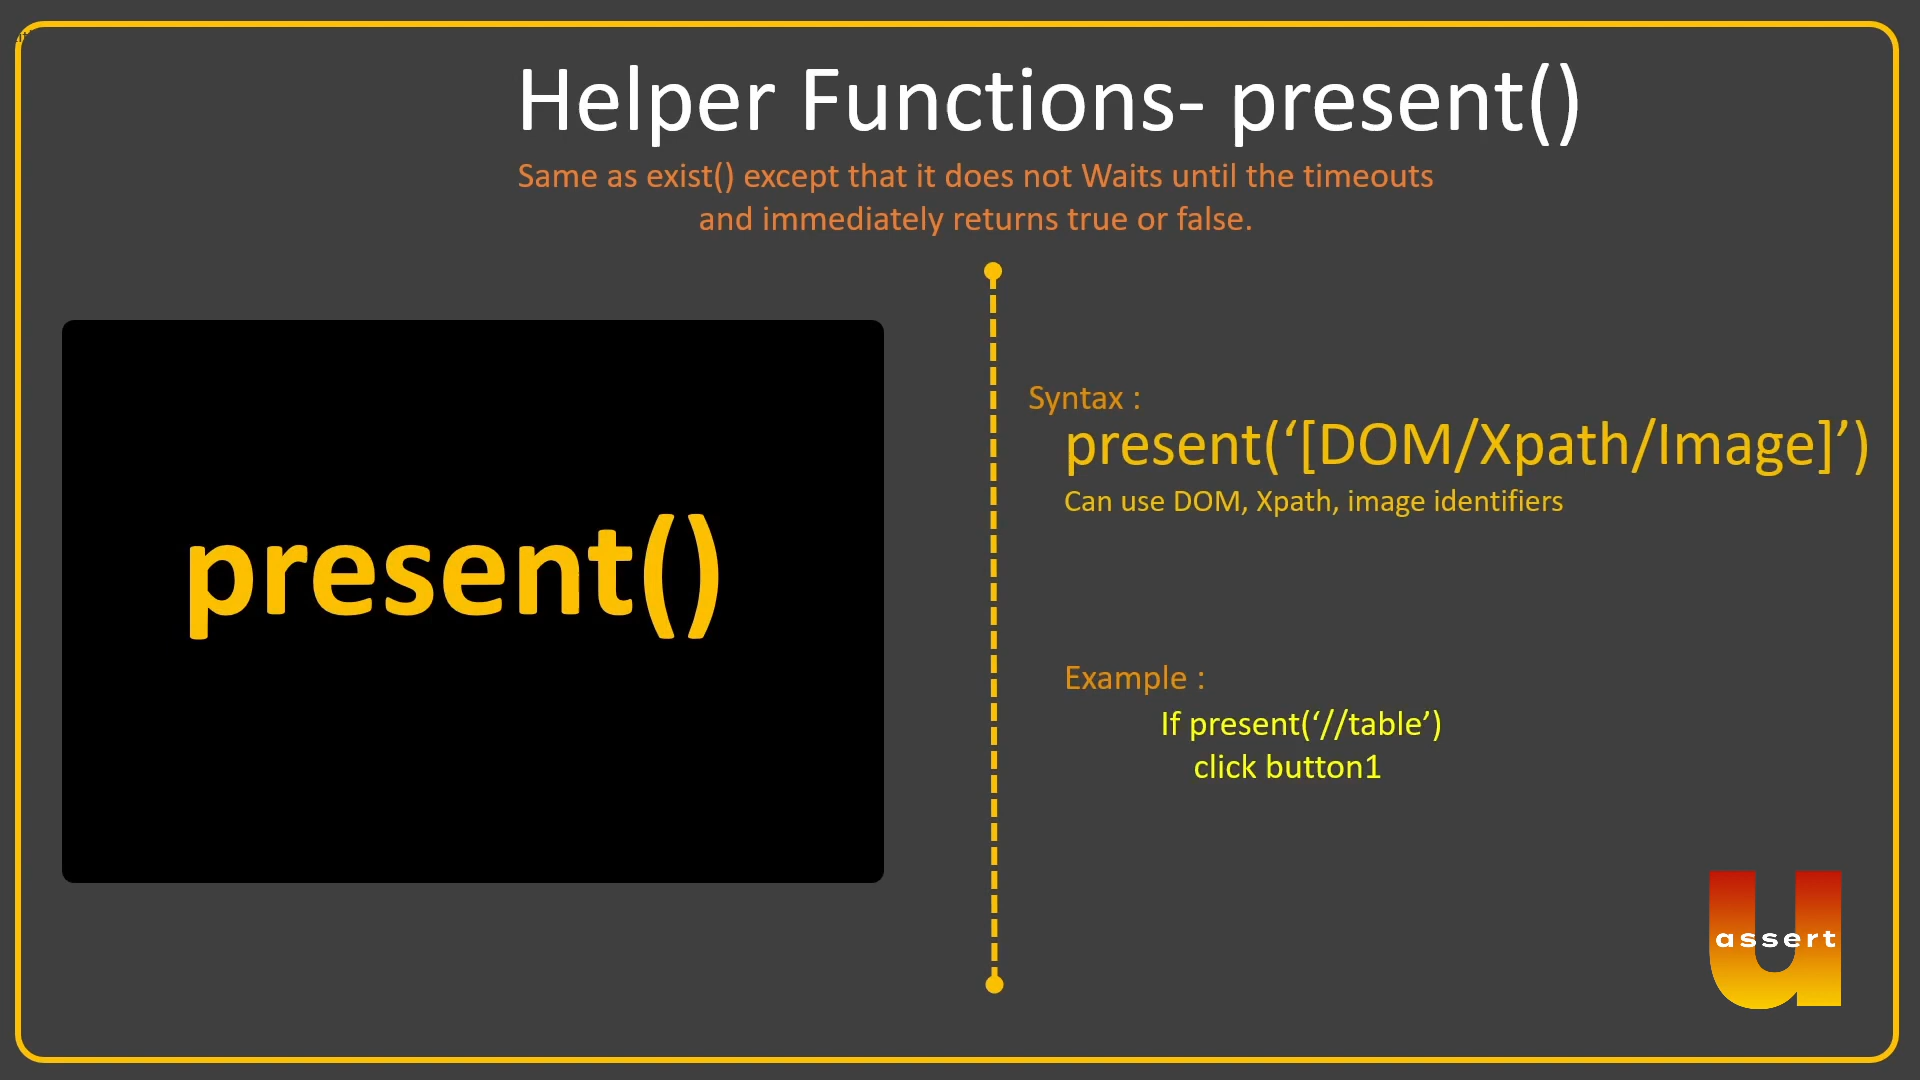 Helper Functions- present()
Same as exist() except that it does not Waits until the timeouts
and immediately returns true or false.
present()
Syntax :
present(‘[DOM/Xpath/Image]’)
Can use DOM, Xpath, image identifiers
Example :
If present(‘//table’)
click button1
u
assert